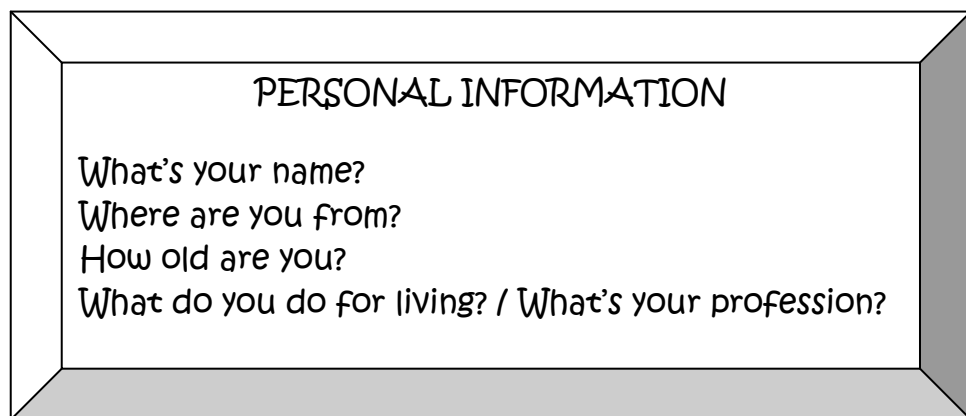 PERSONAL INFORMATION
What's your name?
Where are you from?
How old are you?
What do you do for living? / What's your profession?